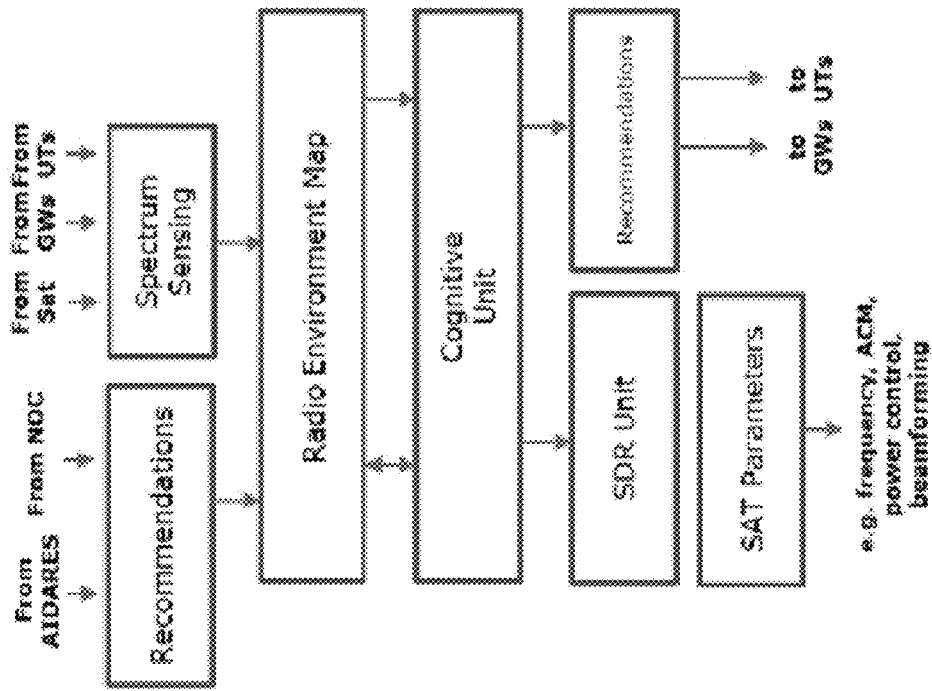 From
AIDARES
From NOC
From
Sat
From
GWs
From
UTs
Recommendations
Spectrum
Sensing
Radio Environment Map
Cognitive
Unit
SDR Unit
Recommendations
SAT Parameters
to
GWs
to
UTs
e.g. frequency, ACM,
power control,
beamforming